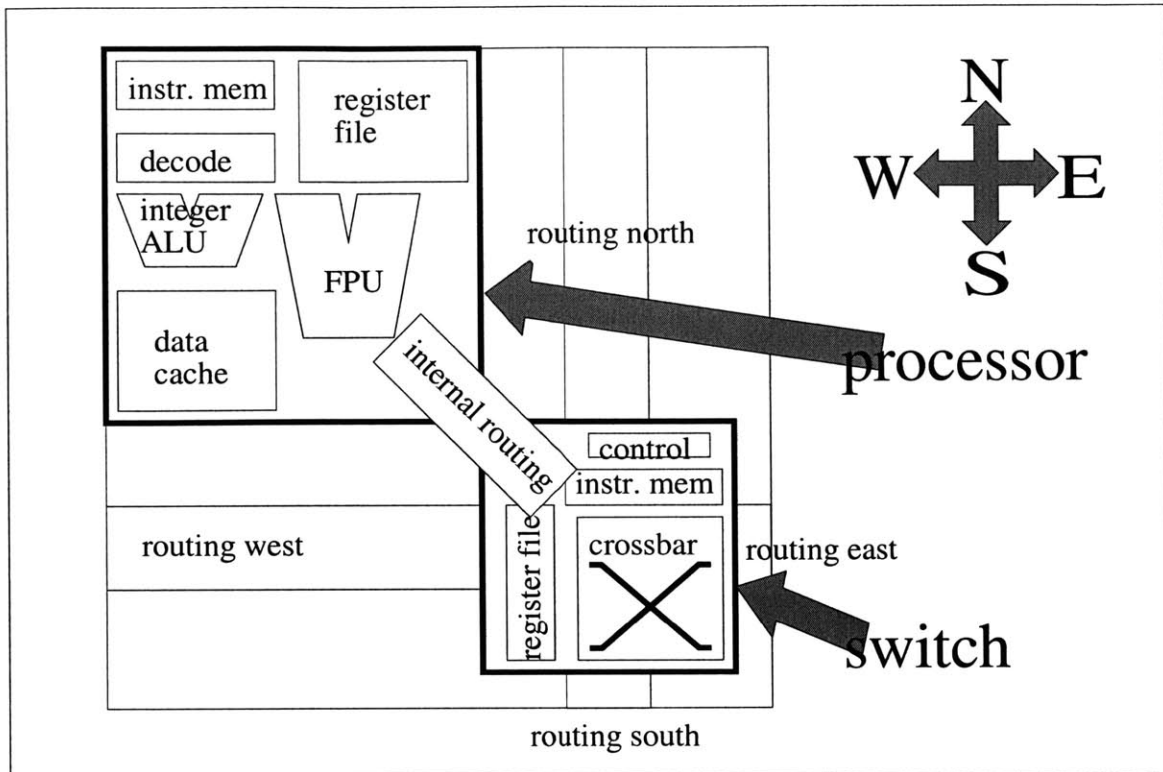 instr. mem
register
file
decode
integer
ALU
FPU
data
cache
internal routing
routing north
N
W
E
S
processor
control
instr. mem
register file
crossbar
routing west
routing east
switch
routing south